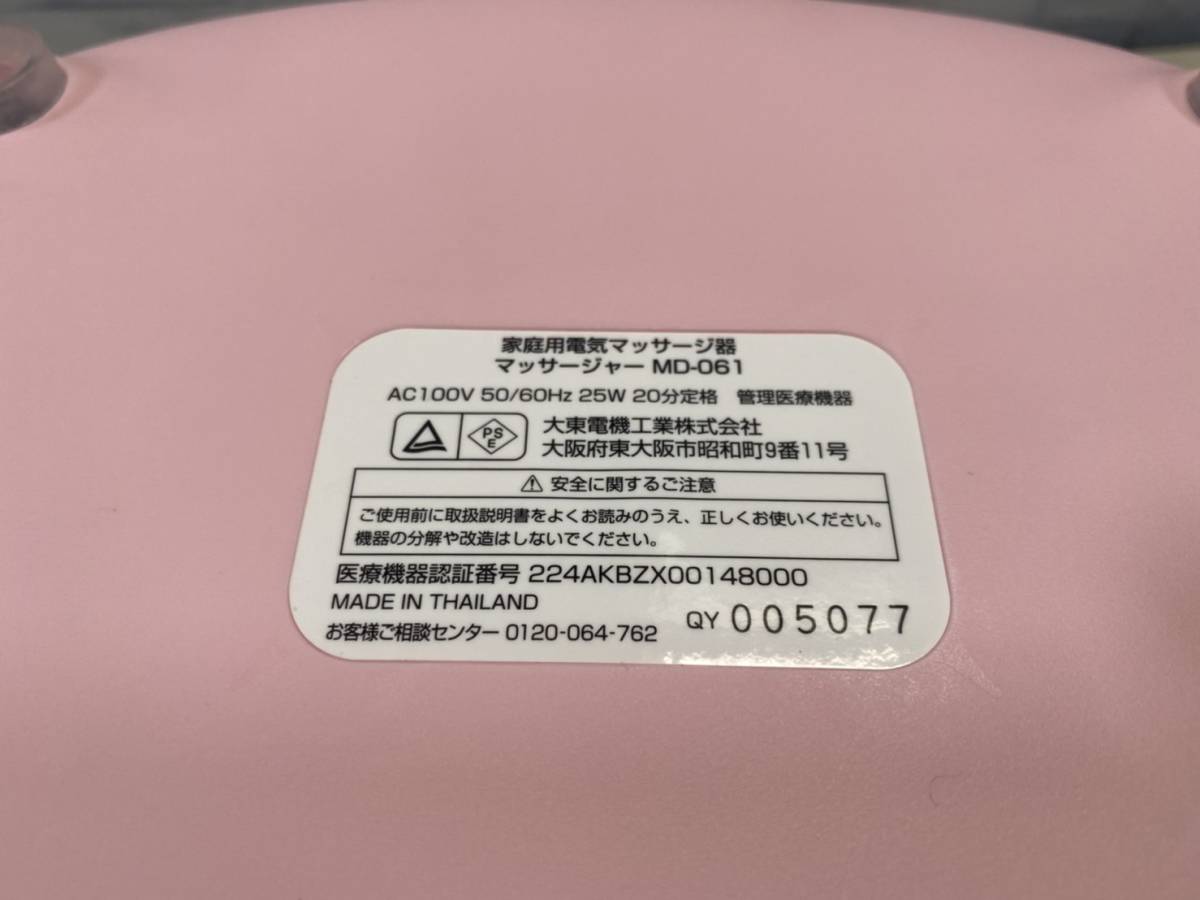 家庭用電気マッサージ器
マッサージャー MD-061
AC100V 50/60Hz 25W 20分定格 管理医療機器
PS
E
大東電機工業株式会社
大阪府東大阪市昭和町9番11号
⚠ 安全に関するご注意
ご使用前に取扱説明書をよくお読みのうえ、正しくお使いください。
機器の分解や改造はしないでください。
医療機器認証番号 224AKBZX00148000
MADE IN THAILAND
QY 005077
お客様ご相談センター 0120-064-762